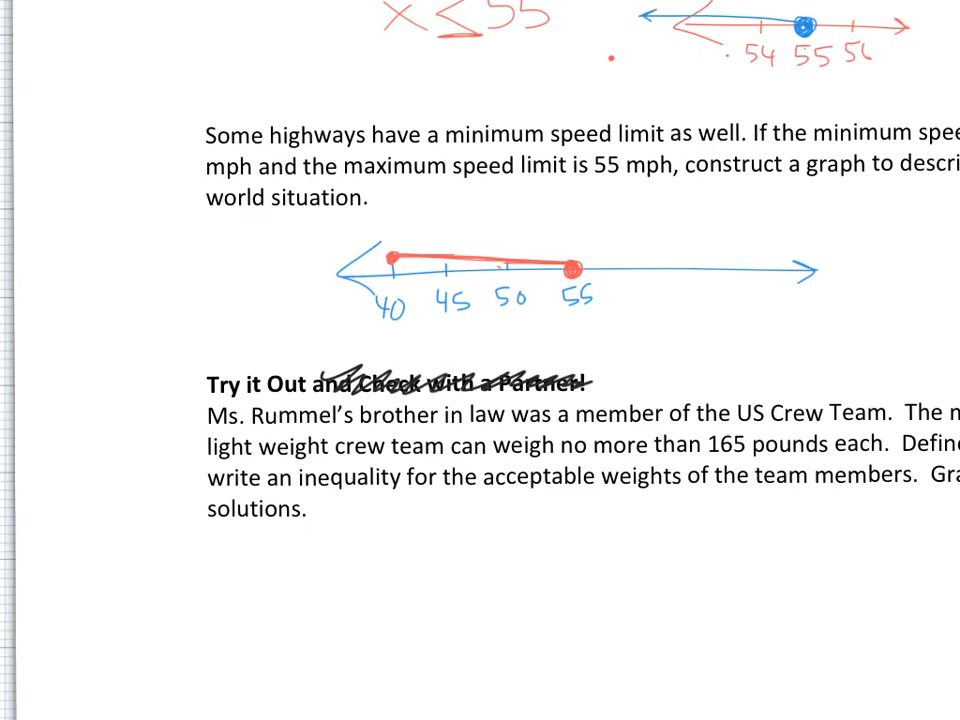 x ≤ 55
54 55 56
Some highways have a minimum speed limit as well. If the minimum spee
mph and the maximum speed limit is 55 mph, construct a graph to descri
world situation.
40 45 50 55
Try it Out and Check with a Partner!
Ms. Rummel’s brother in law was a member of the US Crew Team. The m
light weight crew team can weigh no more than 165 pounds each. Define
write an inequality for the acceptable weights of the team members. Gra
solutions.